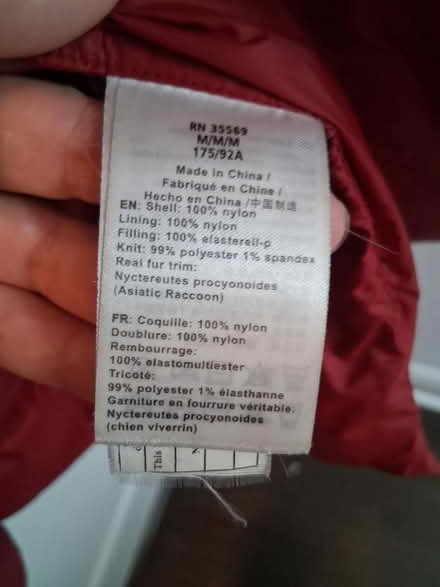 RN 35569
M/M/M
175/92A
Made in China /
Fabriqué en Chine /
Hecho en China /中国制造
EN: Shell: 100% nylon
Lining: 100% nylon
Filling: 100% elasterell-p
Knit: 99% polyester 1% spandex
Real fur trim:
Nyctereutes procyonoides
(Asiatic Raccoon)
FR: Coquille: 100% nylon
Doublure: 100% nylon
Rembourrage:
100% elastomultiester
Tricoté:
99% polyester 1% élasthanne
Garniture en fourrure véritable:
Nyctereutes procyonoides
(chien viverrin)
This